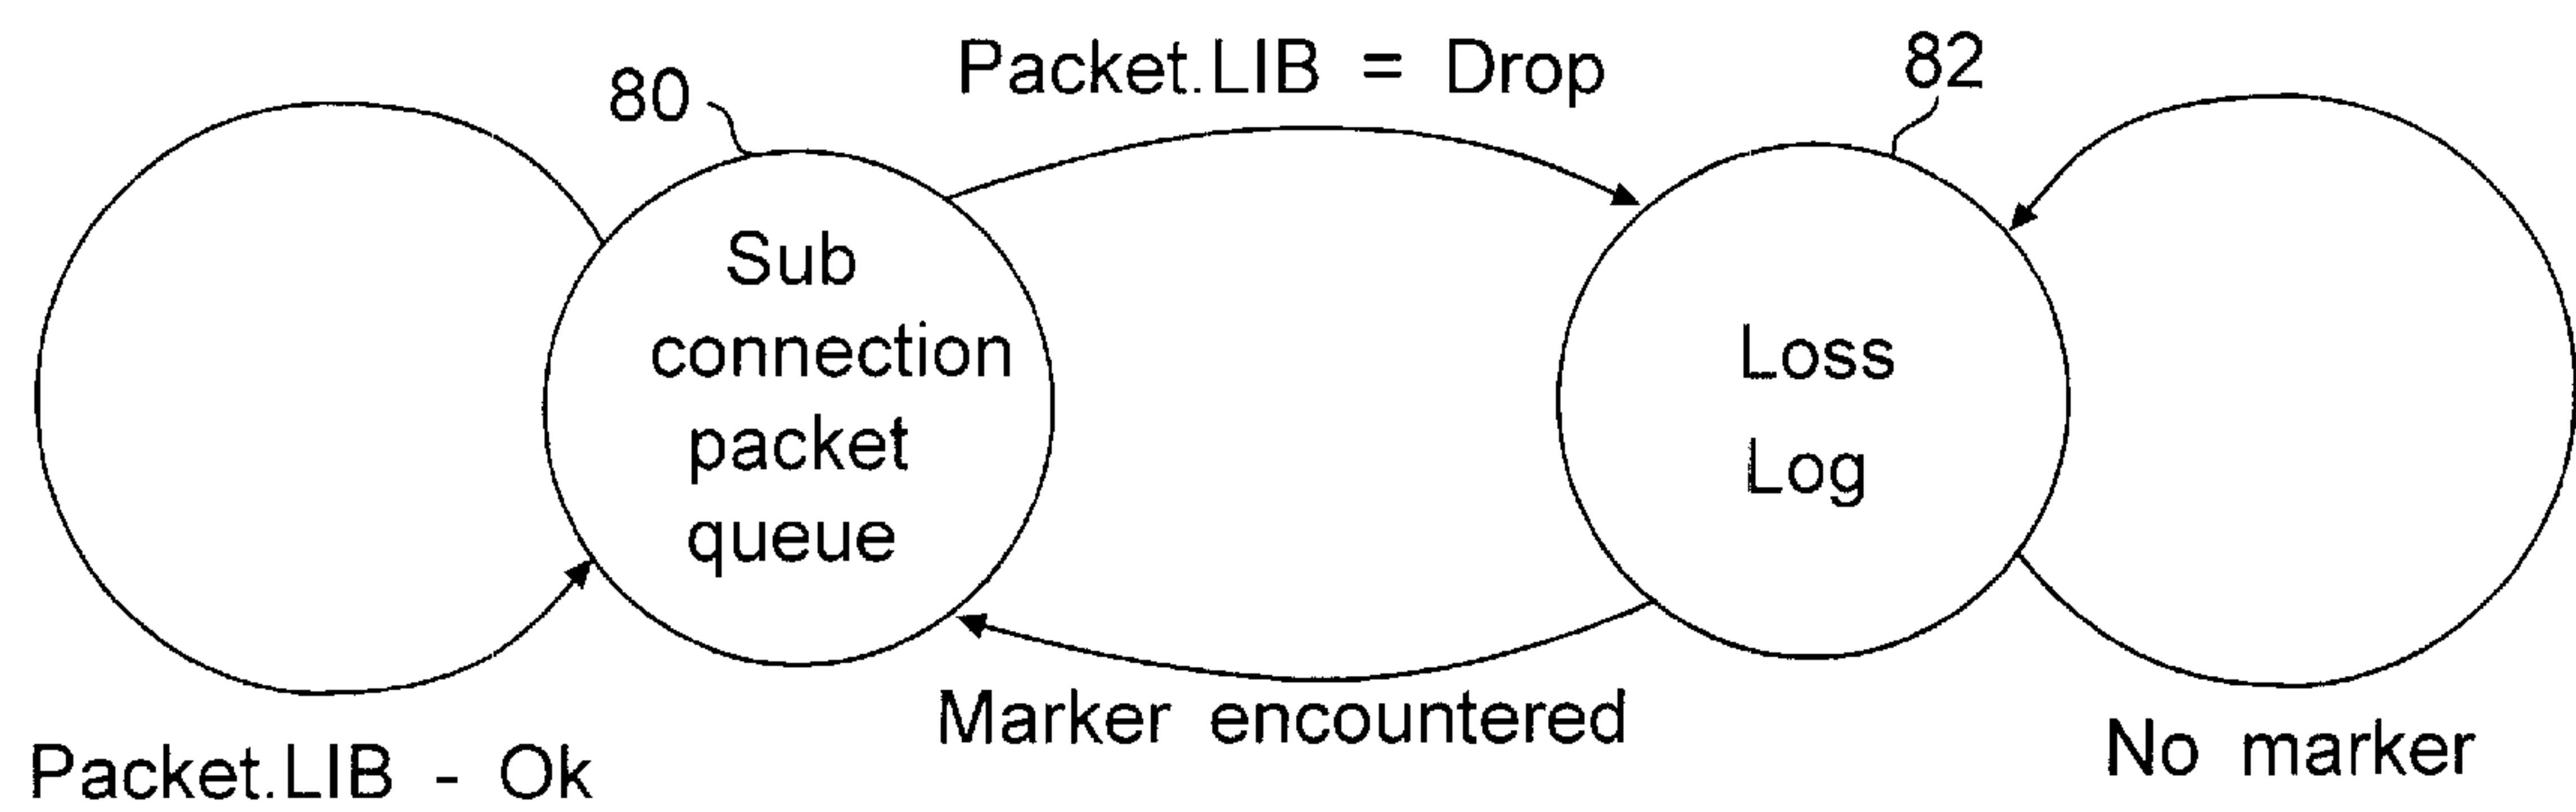 80
Packet.LIB = Drop
82
Sub
connection
packet
queue
Loss
Log
Marker encountered
No marker
Packet.LIB - Ok